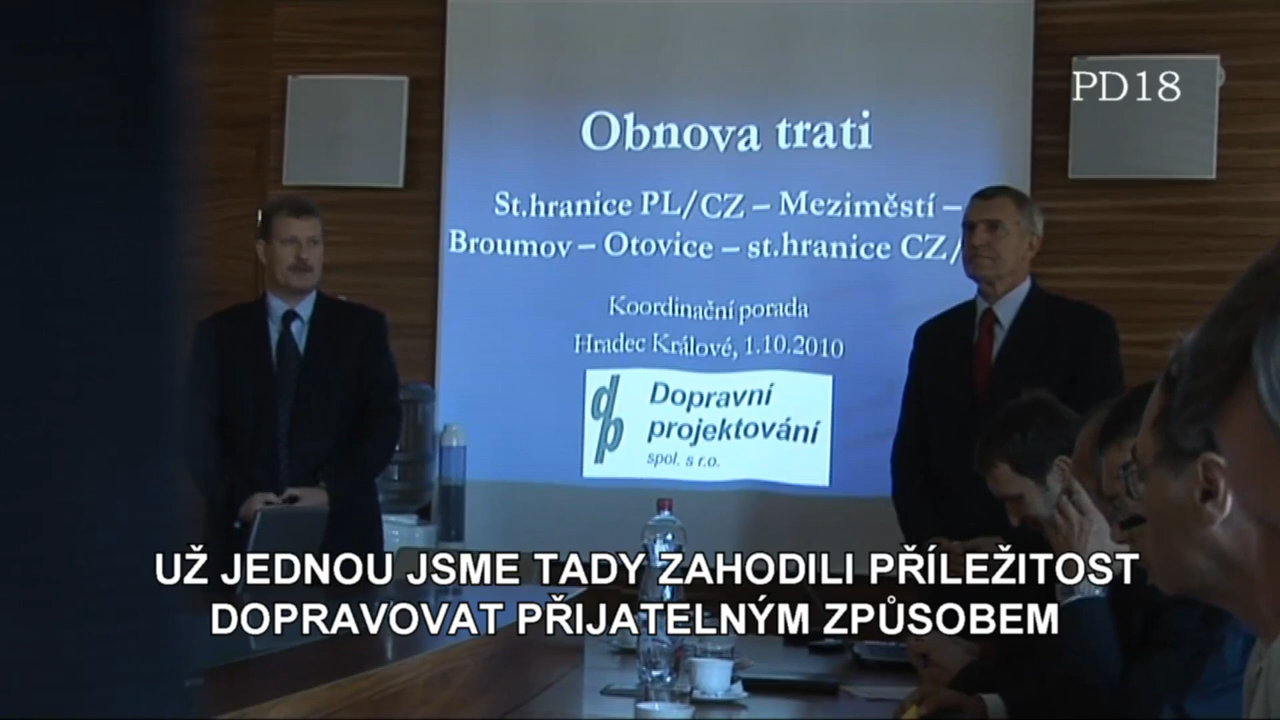 PD18
Obnova trati
St.hranice PL/CZ – Meziměstí –
Broumov – Otovice – st.hranice CZ/
Koordinační porada
Hradec Králové, 1.10.2010
dp
Dopravní
projektování
spol. s r.o.
UŽ JEDNOU JSME TADY ZAHODILI PŘÍLEŽITOST
DOPRAVOVAT PŘIJATELNÝM ZPŮSOBEM